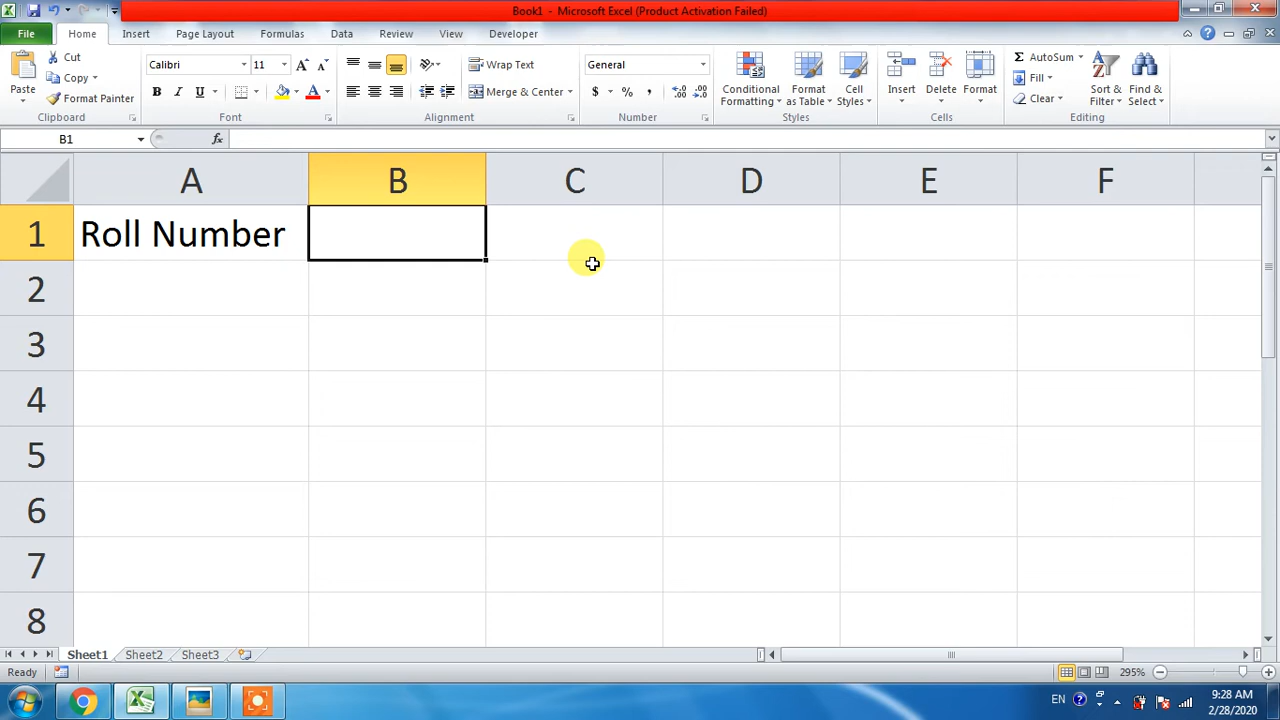 Book1 - Microsoft Excel (Product Activation Failed)
File Home Insert Page Layout Formulas Data Review View Developer
Paste
Cut
Copy
Format Painter
Clipboard
Calibri 11
B I U
Font
Wrap Text
Merge & Center
Alignment
General
$ % ,
Number
Conditional Formatting
Format as Table
Cell Styles
Styles
Insert
Delete
Format
Cells
Σ AutoSum
Fill
Clear
Sort & Filter
Find & Select
Editing
B1 fx
A B C D E F
1 Roll Number
2
3
4
5
6
7
8
Sheet1 Sheet2 Sheet3
Ready 295%
EN 9:28 AM
2/28/2020